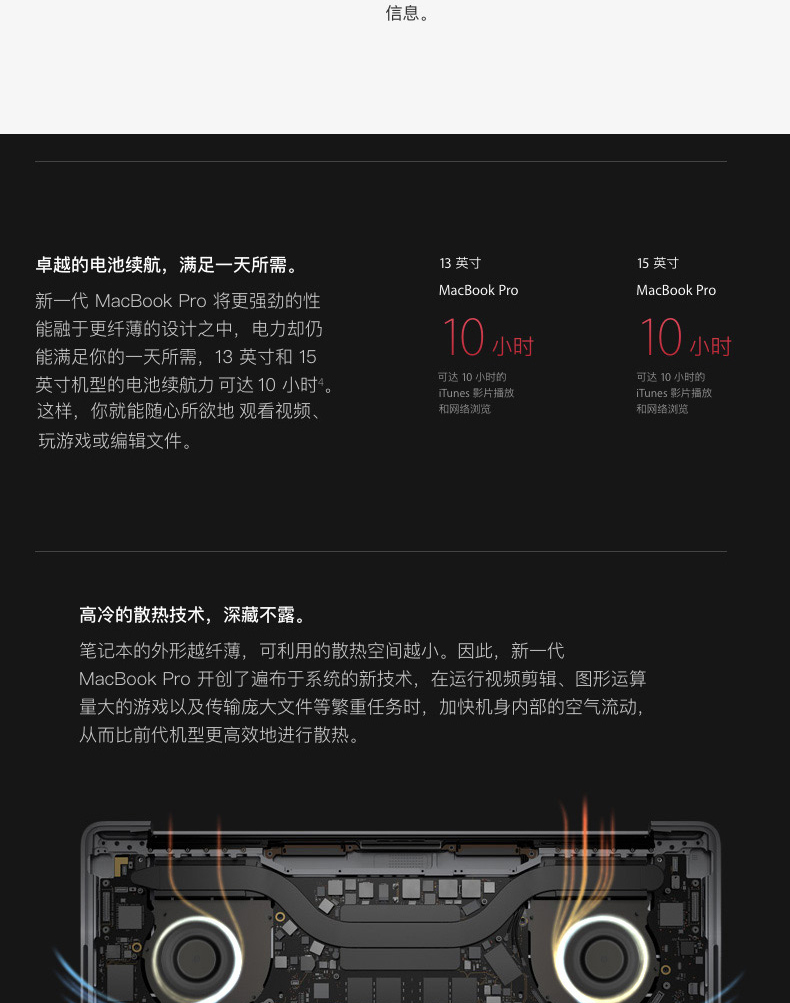 信息。
卓越的电池续航，满足一天所需。
新一代 MacBook Pro 将更强劲的性
能融于更纤薄的设计之中，电力却仍
能满足你的一天所需，13 英寸和 15
英寸机型的电池续航力 可达 10 小时4。
这样，你就能随心所欲地 观看视频、
玩游戏或编辑文件。
13 英寸
MacBook Pro
10 小时
可达 10 小时的
iTunes 影片播放
和网络浏览
15 英寸
MacBook Pro
10 小时
可达 10 小时的
iTunes 影片播放
和网络浏览
高冷的散热技术，深藏不露。
笔记本的外形越纤薄，可利用的散热空间越小。因此，新一代
MacBook Pro 开创了遍布于系统的新技术，在运行视频剪辑、图形运算
量大的游戏以及传输庞大文件等繁重任务时，加快机身内部的空气流动，
从而比前代机型更高效地进行散热。